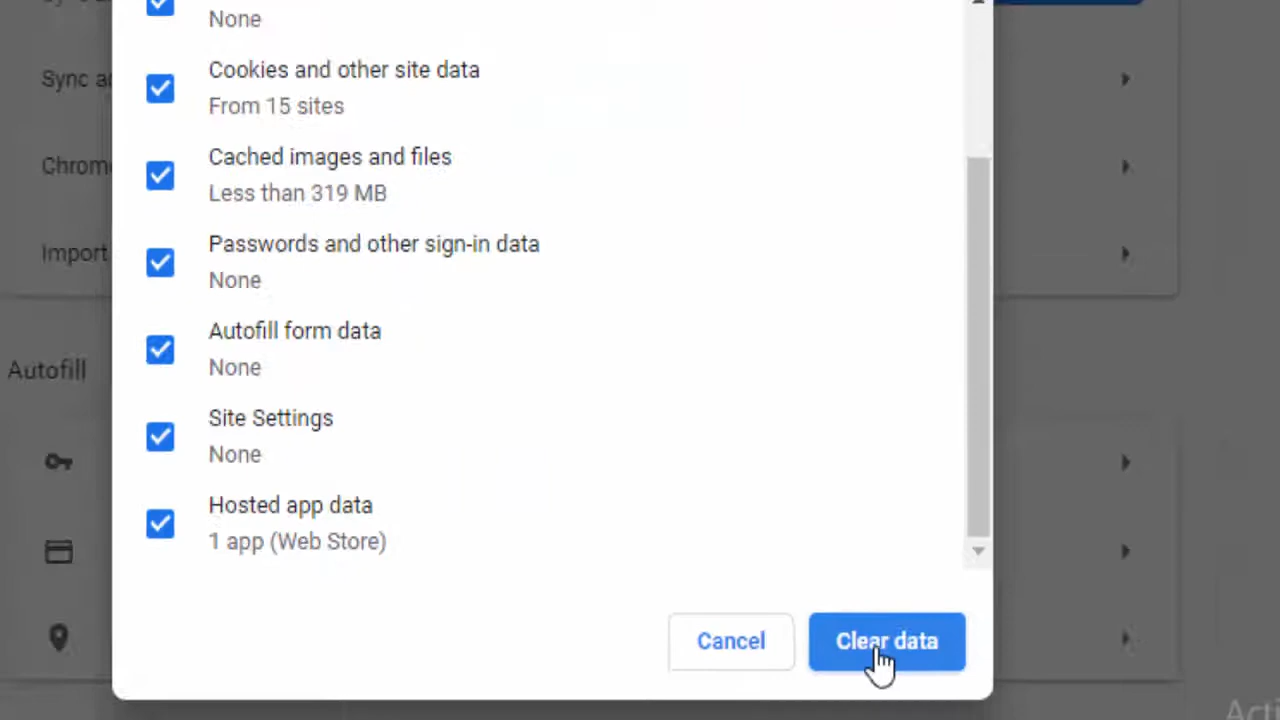 None
Cookies and other site data
From 15 sites
Cached images and files
Less than 319 MB
Passwords and other sign-in data
None
Autofill form data
None
Site Settings
None
Hosted app data
1 app (Web Store)
Cancel
Clear data
Sync
Import
Autofill